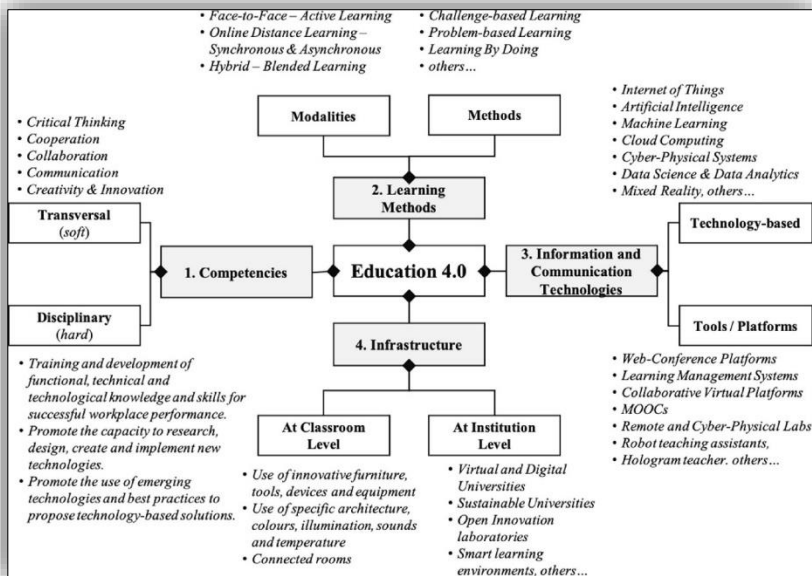 • Face-to-Face – Active Learning
• Online Distance Learning –
Synchronous & Asynchronous
• Hybrid – Blended Learning
• Challenge-based Learning
• Problem-based Learning
• Learning By Doing
• others…
Modalities
Methods
2. Learning
Methods
• Critical Thinking
• Cooperation
• Collaboration
• Communication
• Creativity & Innovation
Transversal
(soft)
1. Competencies
Disciplinary
(hard)
• Training and development of
functional, technical and
technological knowledge and skills for
successful workplace performance.
• Promote the capacity to research,
design, create and implement new
technologies.
• Promote the use of emerging
technologies and best practices to
propose technology-based solutions.
Education 4.0
• Internet of Things
• Artificial Intelligence
• Machine Learning
• Cloud Computing
• Cyber-Physical Systems
• Data Science & Data Analytics
• Mixed Reality, others…
Technology-based
3. Information and
Communication
Technologies
Tools / Platforms
• Web-Conference Platforms
• Learning Management Systems
• Collaborative Virtual Platforms
• MOOCs
• Remote and Cyber-Physical Labs
• Robot teaching assistants,
• Hologram teacher. others…
4. Infrastructure
At Classroom
Level
• Use of innovative furniture,
tools, devices and equipment
• Use of specific architecture,
colours, illumination, sounds
and temperature
• Connected rooms
At Institution
Level
• Virtual and Digital
Universities
• Sustainable Universities
• Open Innovation
laboratories
• Smart learning
environments, others…